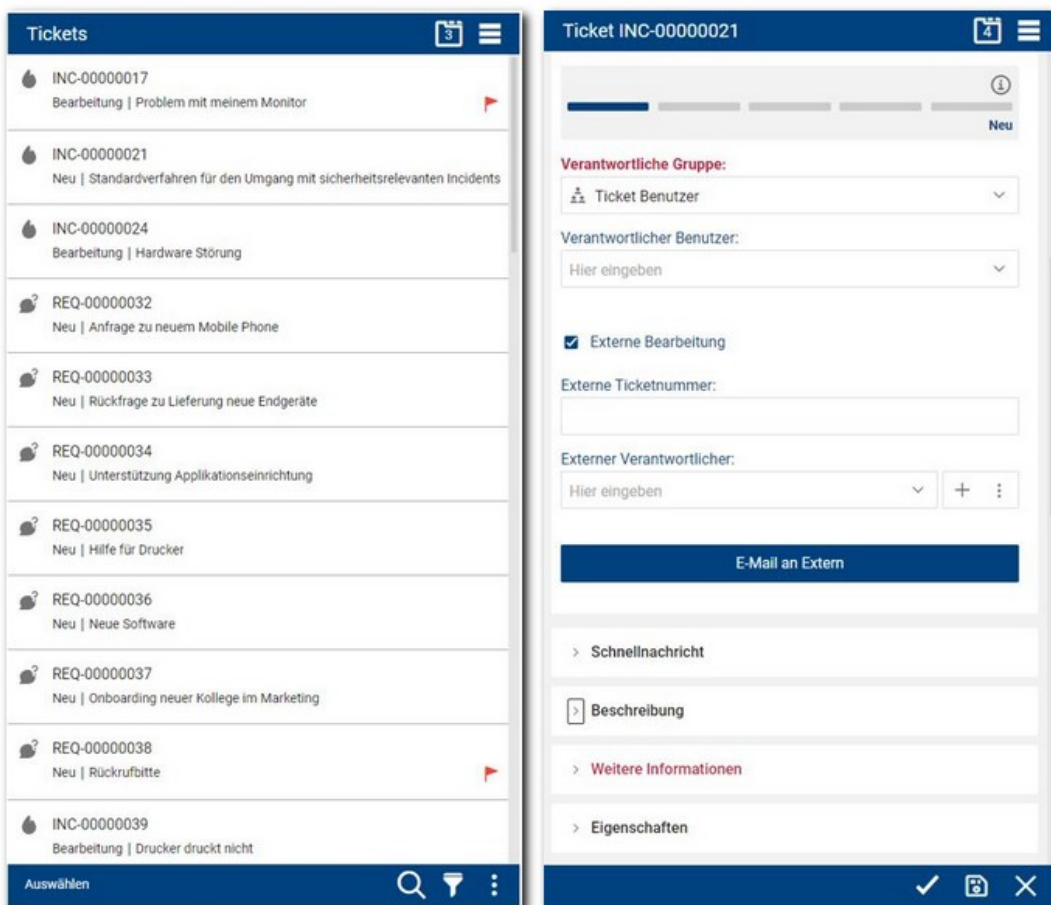 Tickets
3
INC-00000017
Bearbeitung | Problem mit meinem Monitor
INC-00000021
Neu | Standardverfahren für den Umgang mit sicherheitsrelevanten Incidents
INC-00000024
Bearbeitung | Hardware Störung
REQ-00000032
Neu | Anfrage zu neuem Mobile Phone
REQ-00000033
Neu | Rückfrage zu Lieferung neue Endgeräte
REQ-00000034
Neu | Unterstützung Applikationseinrichtung
REQ-00000035
Neu | Hilfe für Drucker
REQ-00000036
Neu | Neue Software
REQ-00000037
Neu | Onboarding neuer Kollege im Marketing
REQ-00000038
Neu | Rückrufbitte
INC-00000039
Bearbeitung | Drucker druckt nicht
Auswählen
Ticket INC-00000021
4
Neu
Verantwortliche Gruppe:
Ticket Benutzer
Verantwortlicher Benutzer:
Hier eingeben
Externe Bearbeitung
Externe Ticketnummer:
Externer Verantwortlicher:
Hier eingeben
E-Mail an Extern
Schnellnachricht
Beschreibung
Weitere Informationen
Eigenschaften